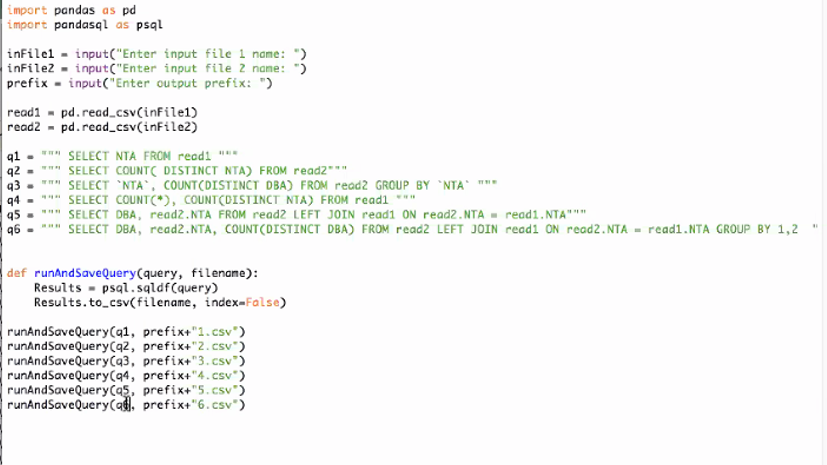 import pandas as pd
import pandasql as psql
inFile1 = input("Enter input file 1 name: ")
inFile2 = input("Enter input file 2 name: ")
prefix = input("Enter output prefix: ")
read1 = pd.read_csv(inFile1)
read2 = pd.read_csv(inFile2)
q1 = """ SELECT NTA FROM read1 """
q2 = """ SELECT COUNT( DISTINCT NTA) FROM read2"""
q3 = """ SELECT `NTA`, COUNT(DISTINCT DBA) FROM read2 GROUP BY `NTA` """
q4 = """ SELECT COUNT(*), COUNT(DISTINCT NTA) FROM read1 """
q5 = """ SELECT DBA, read2.NTA FROM read2 LEFT JOIN read1 ON read2.NTA = read1.NTA"""
q6 = """ SELECT DBA, read2.NTA, COUNT(DISTINCT DBA) FROM read2 LEFT JOIN read1 ON read2.NTA = read1.NTA GROUP BY 1,2 "
def runAndSaveQuery(query, filename):
Results = psql.sqldf(query)
Results.to_csv(filename, index=False)
runAndSaveQuery(q1, prefix+"1.csv")
runAndSaveQuery(q2, prefix+"2.csv")
runAndSaveQuery(q3, prefix+"3.csv")
runAndSaveQuery(q4, prefix+"4.csv")
runAndSaveQuery(q5, prefix+"5.csv")
runAndSaveQuery(q, prefix+"6.csv")